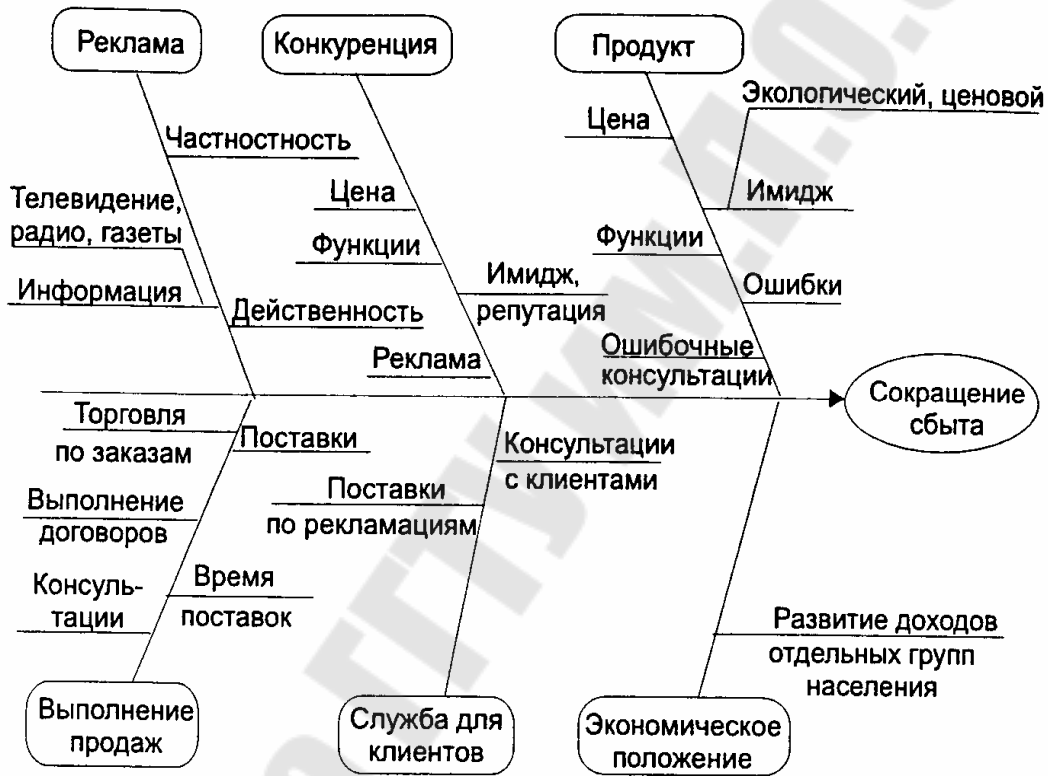 Реклама
Конкуренция
Продукт
Экологический, ценовой
Цена
Частностность
Цена
Имидж
Телевидение,
радио, газеты
Функции
Функции
Информация
Имидж,
репутация
Ошибки
Действенность
Реклама
Ошибочные
консультации
Сокращение
сбыта
Торговля
по заказам
Поставки
Консультации
с клиентами
Выполнение
договоров
Поставки
по рекламациям
Консуль-
тации
Время
поставок
Развитие доходов
отдельных групп
населения
Выполнение
продаж
Служба для
клиентов
Экономическое
положение